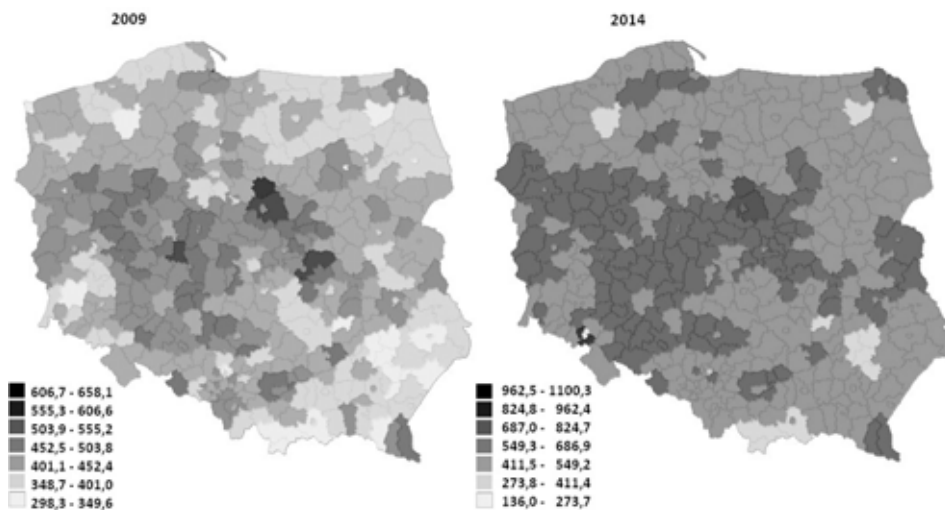 2009
2014
606,7 - 658,1
555,3 - 606,6
503,9 - 555,2
452,5 - 503,8
401,1 - 452,4
348,7 - 401,0
298,3 - 349,6
962,5 - 1100,3
824,8 - 962,4
687,0 - 824,7
549,3 - 686,9
411,5 - 549,2
273,8 - 411,4
136,0 - 273,7